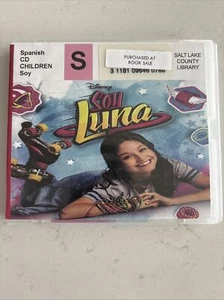 Spanish
CD
CHILDREN
Soy
S
PURCHASED AT
BOOK SALE
SALT LAKE
COUNTY
LIBRARY
Disney
SOY
Luna